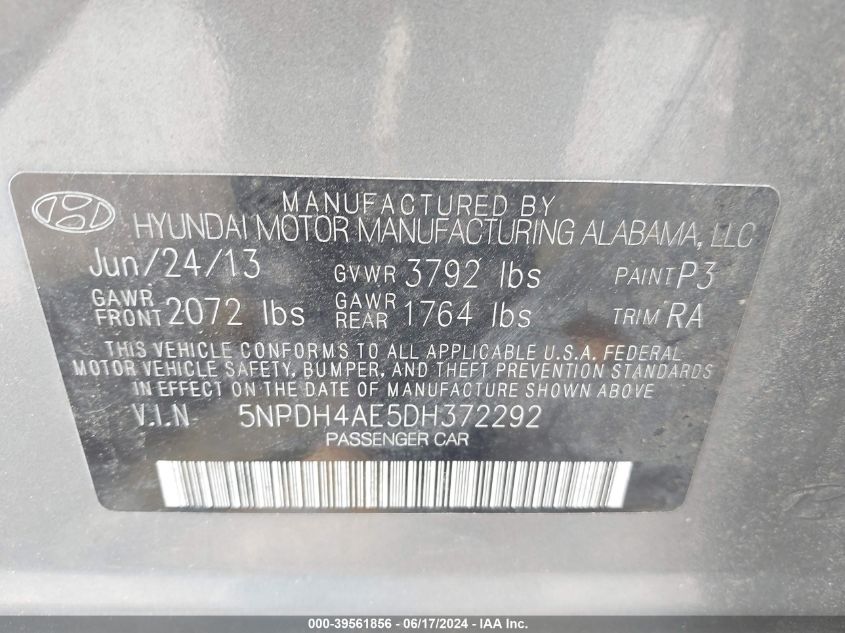 MANUFACTURED BY
HYUNDAI MOTOR MANUFACTURING ALABAMA, LLC
Jun/24/13 GVWR 3792 lbs PAINT P3
GAWR FRONT 2072 lbs GAWR REAR 1764 lbs TRIM RA
THIS VEHICLE CONFORMS TO ALL APPLICABLE U.S.A. FEDERAL
MOTOR VEHICLE SAFETY, BUMPER, AND THEFT PREVENTION STANDARDS
IN EFFECT ON THE DATE OF MANUFACTURE SHOWN ABOVE
V.I.N 5NPDH4AE5DH372292
PASSENGER CAR
000-39561856 - 06/17/2024 - IAA Inc.